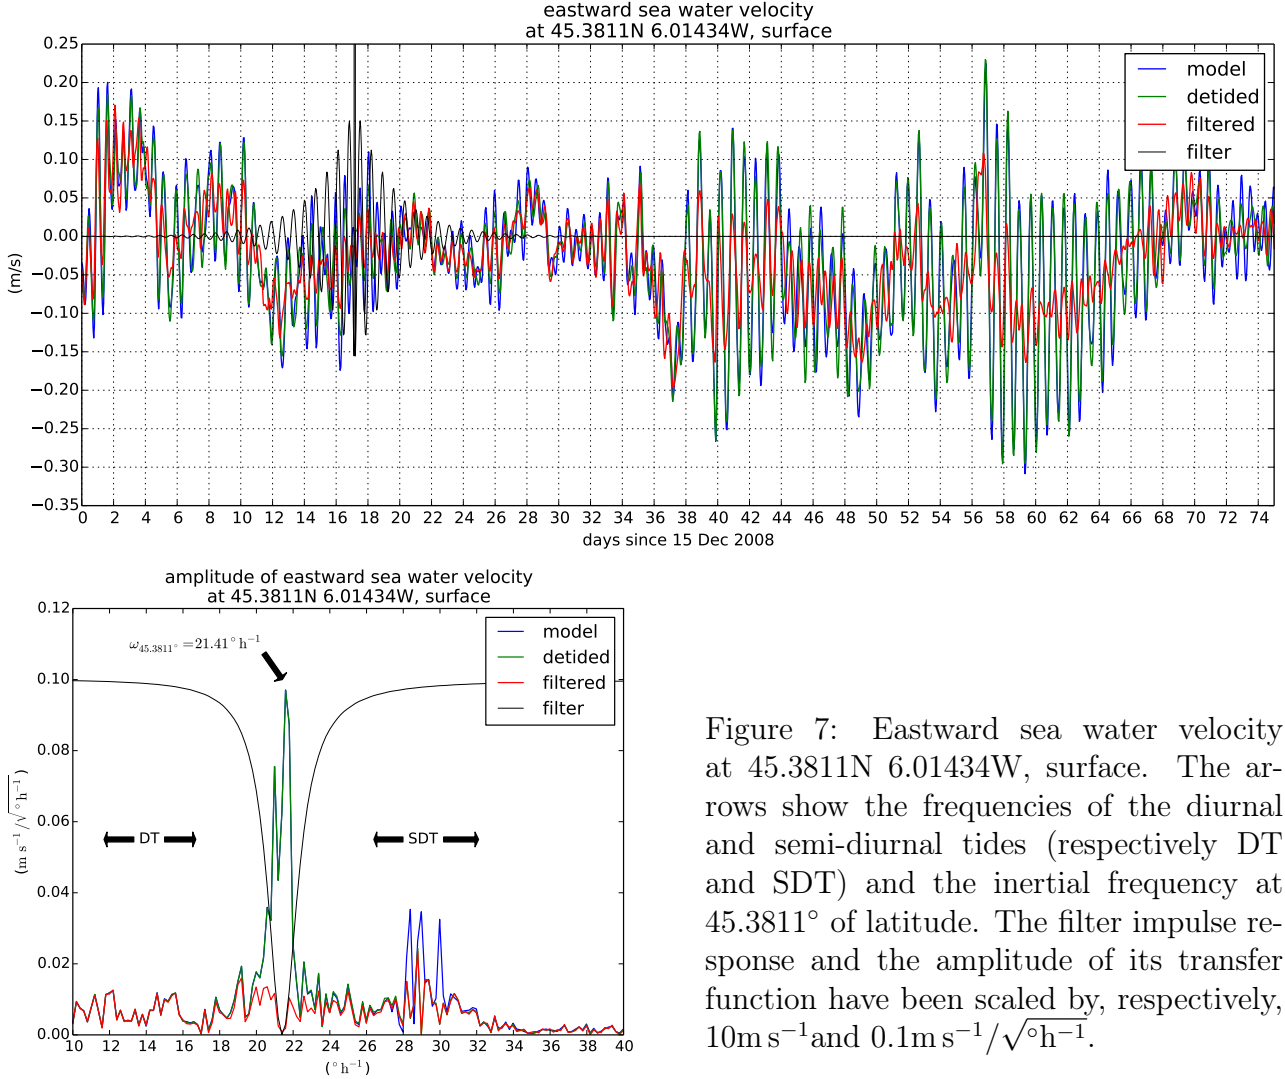 eastward sea water velocity
at 45.3811N 6.01434W, surface
0.25
0.20
0.15
0.10
0.05
0.00
−0.05
−0.10
−0.15
−0.20
−0.25
−0.30
−0.35
(m/s)
model
detided
filtered
filter
0 2 4 6 8 10 12 14 16 18 20 22 24 26 28 30 32 34 36 38 40 42 44 46 48 50 52 54 56 58 60 62 64 66 68 70 72 74
days since 15 Dec 2008
amplitude of eastward sea water velocity
at 45.3811N 6.01434W, surface
0.12
0.10
0.08
0.06
0.04
0.02
0.00
(m s⁻¹/√°h⁻¹)
ω45.3811° =21.41°h⁻¹
model
detided
filtered
filter
DT
SDT
10 12 14 16 18 20 22 24 26 28 30 32 34 36 38 40
(°h⁻¹)
Figure 7: Eastward sea water velocity
at 45.3811N 6.01434W, surface. The ar-
rows show the frequencies of the diurnal
and semi-diurnal tides (respectively DT
and SDT) and the inertial frequency at
45.3811° of latitude. The filter impulse re-
sponse and the amplitude of its transfer
function have been scaled by, respectively,
10m s⁻¹and 0.1m s⁻¹/√°h⁻¹.